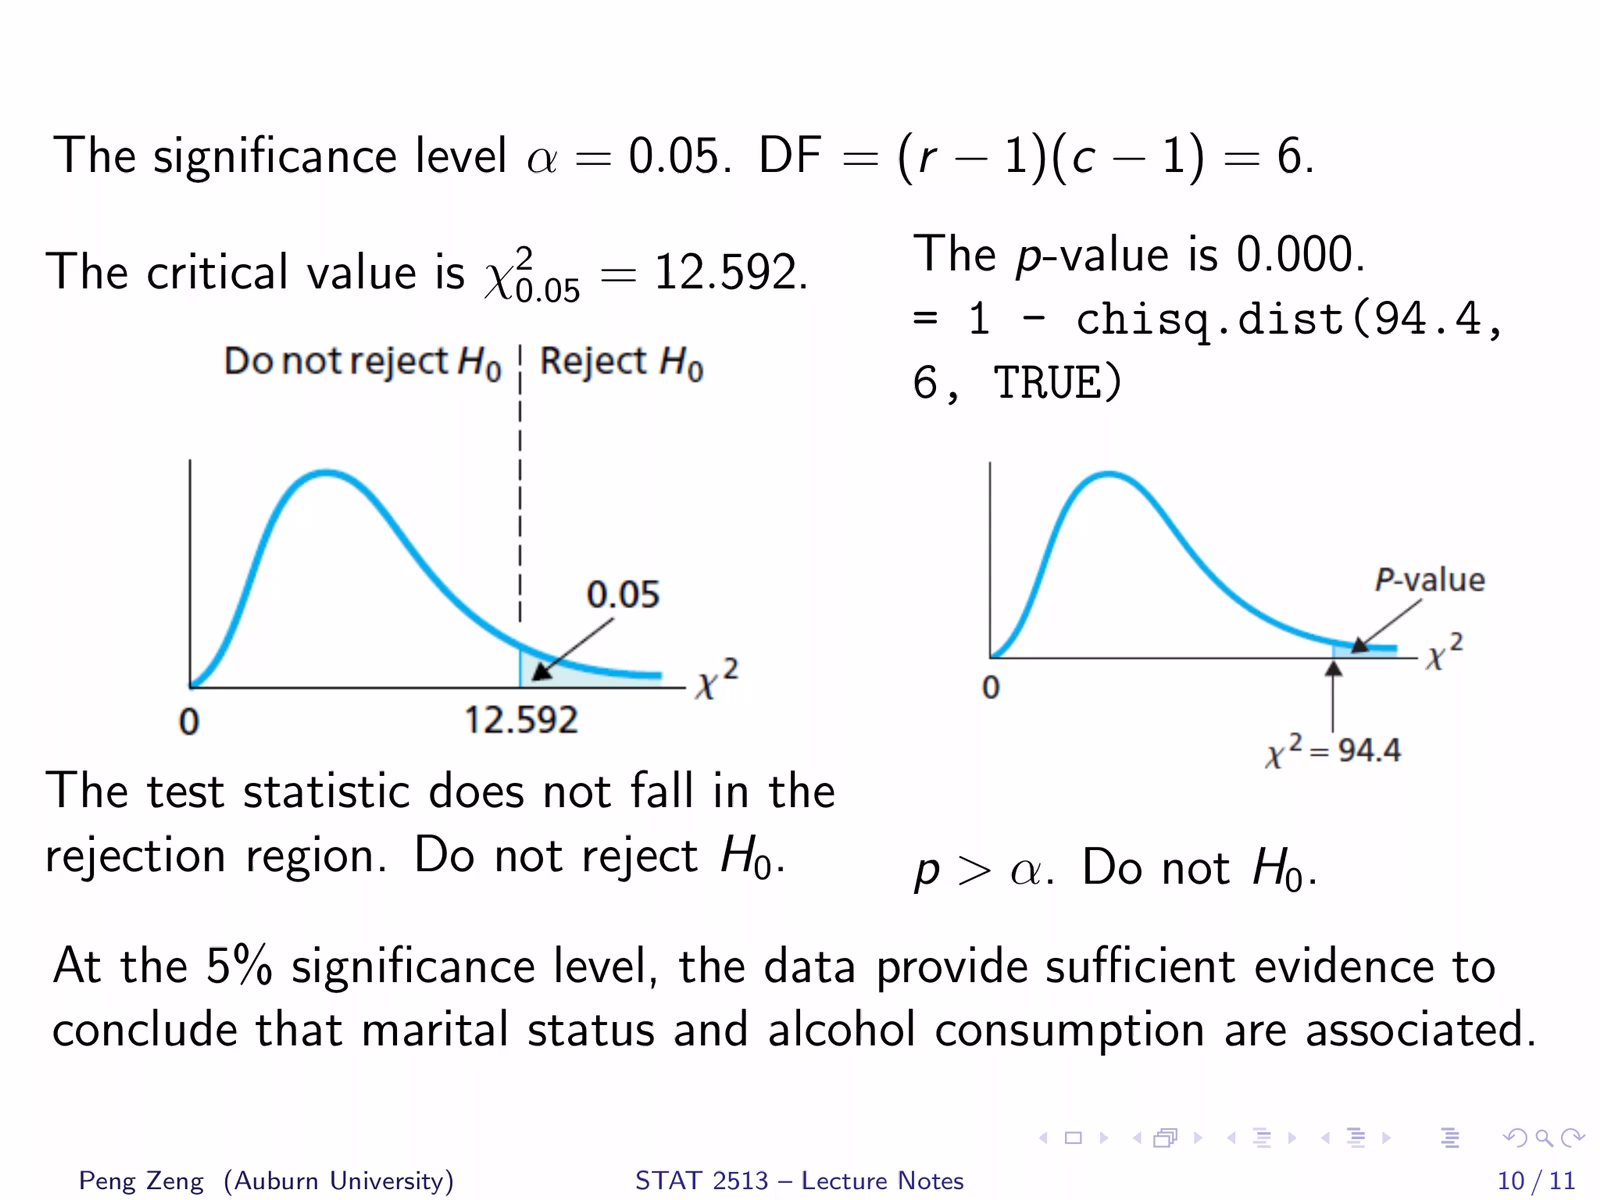 The significance level α = 0.05. DF = (r − 1)(c − 1) = 6.
The critical value is χ²₀.₀₅ = 12.592.
Do not reject H₀ Reject H₀
0.05
χ²
0
12.592
The test statistic does not fall in the
rejection region. Do not reject H₀.
The p-value is 0.000.
= 1 - chisq.dist(94.4,
6, TRUE)
P-value
χ²
0
χ² = 94.4
p > α. Do not H₀.
At the 5% significance level, the data provide sufficient evidence to
conclude that marital status and alcohol consumption are associated.
Peng Zeng (Auburn University) STAT 2513 – Lecture Notes 10 / 11